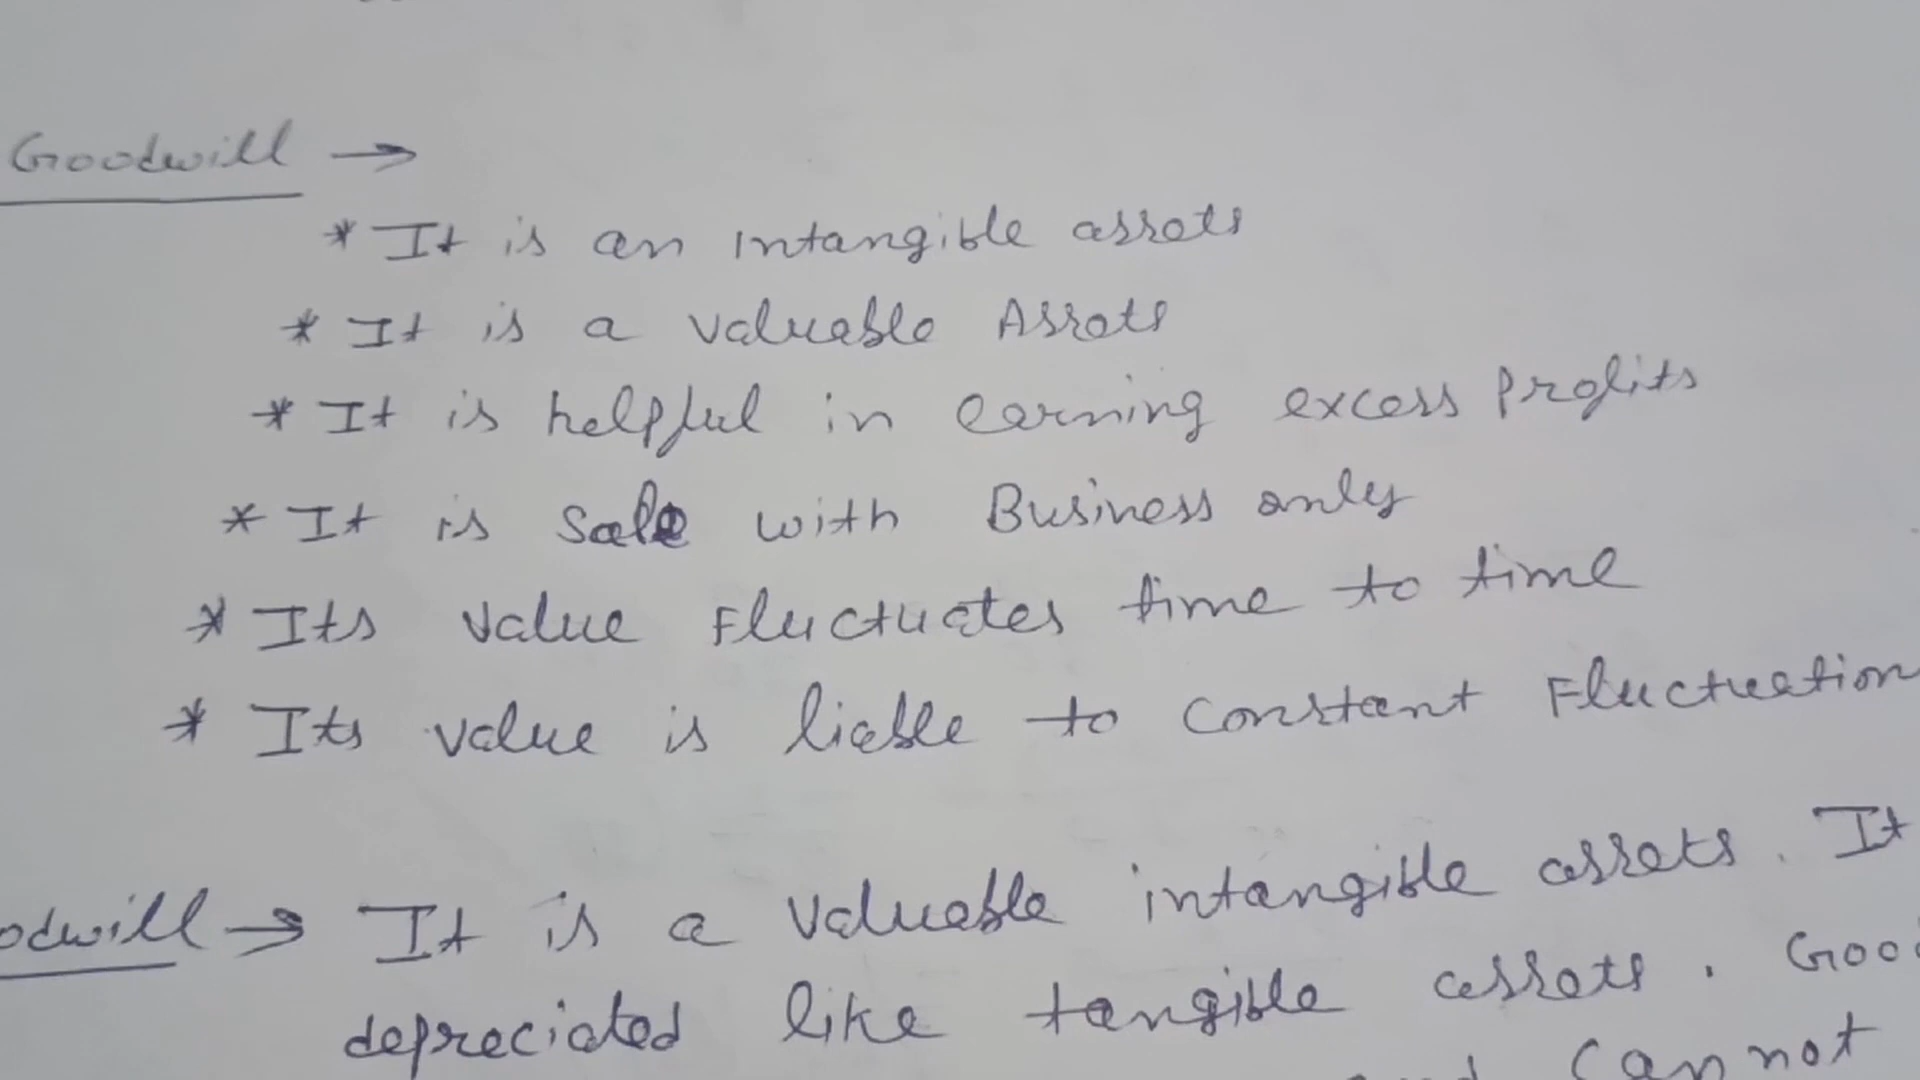 Goodwill →
* It is an intangible assets
* It is a valuable Assets
* It is helpful in earning excess Profits
* It is Sale with Business only
* Its value Fluctuates time to time
* Its value is liable to Constant Fluctuation
odwill → It is a valuable intangible assets. It
depreciated like tangible assets. Good
and Cannot